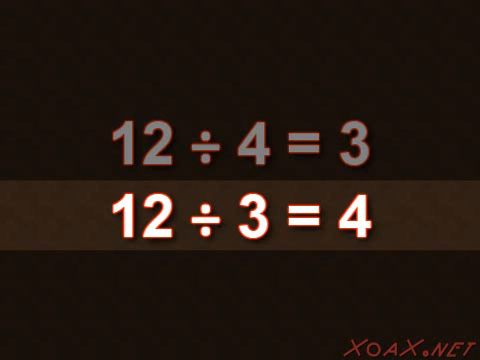 12 ÷ 4 = 3
12 ÷ 3 = 4
XOAX.NET